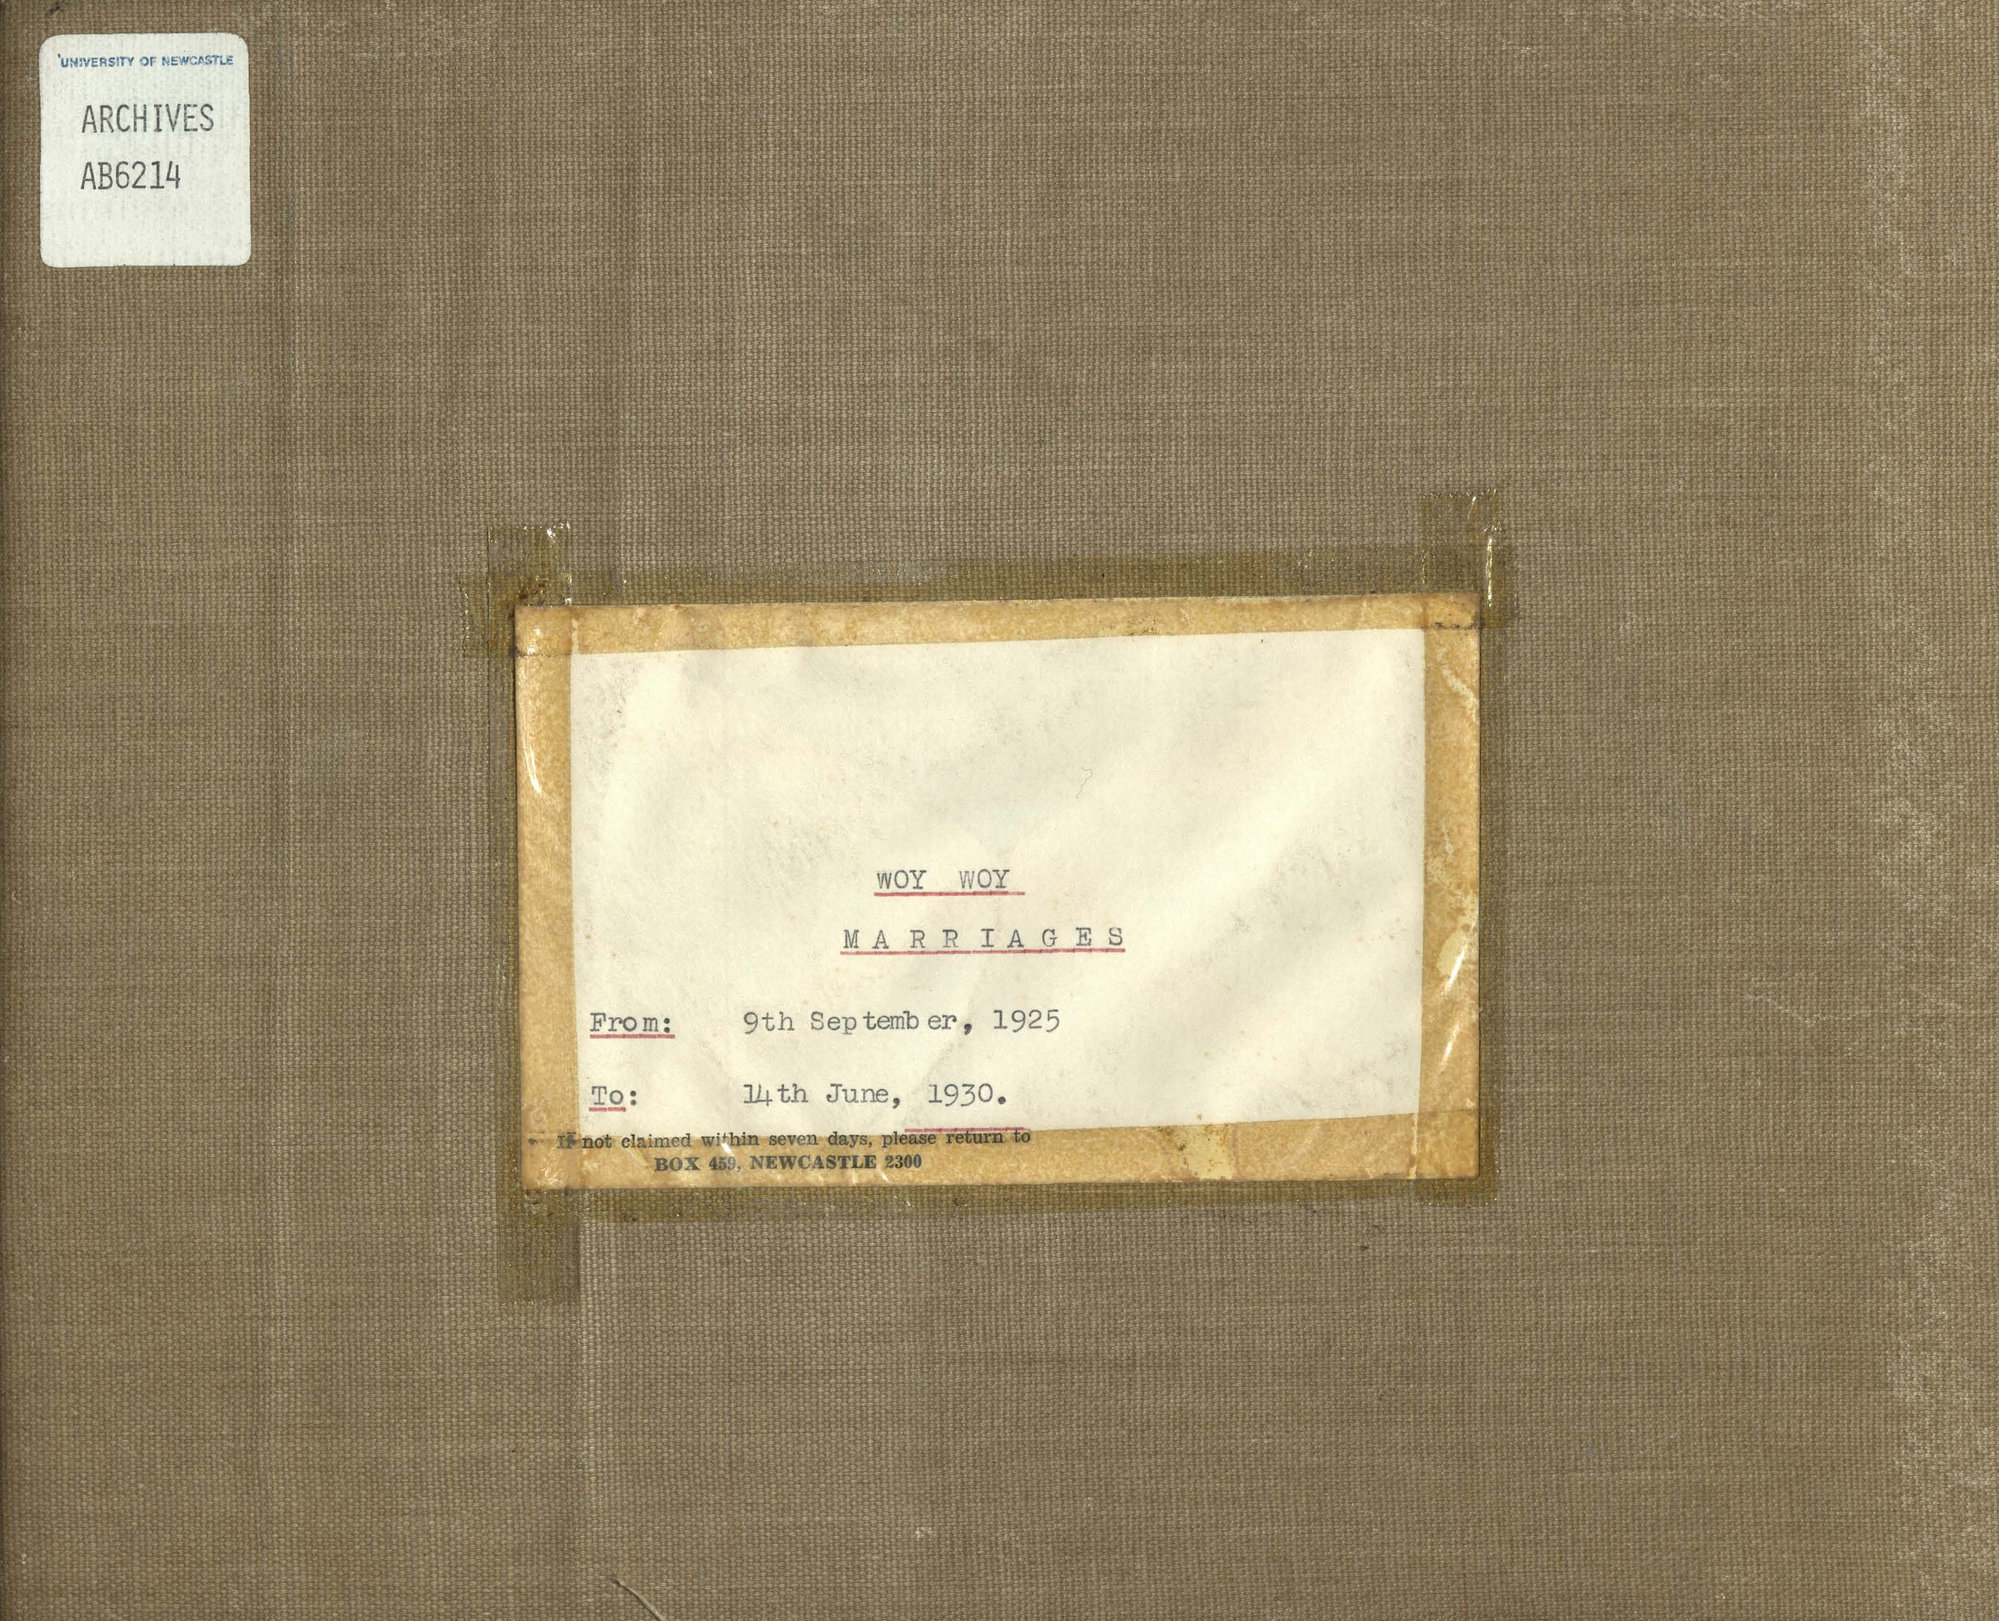 UNIVERSITY OF NEWCASTLE
ARCHIVES
AB6214
WOY WOY
MARRIAGES
From: 9th September, 1925
To: 14th June, 1930.
If not claimed within seven days, please return to
BOX 459, NEWCASTLE 2300